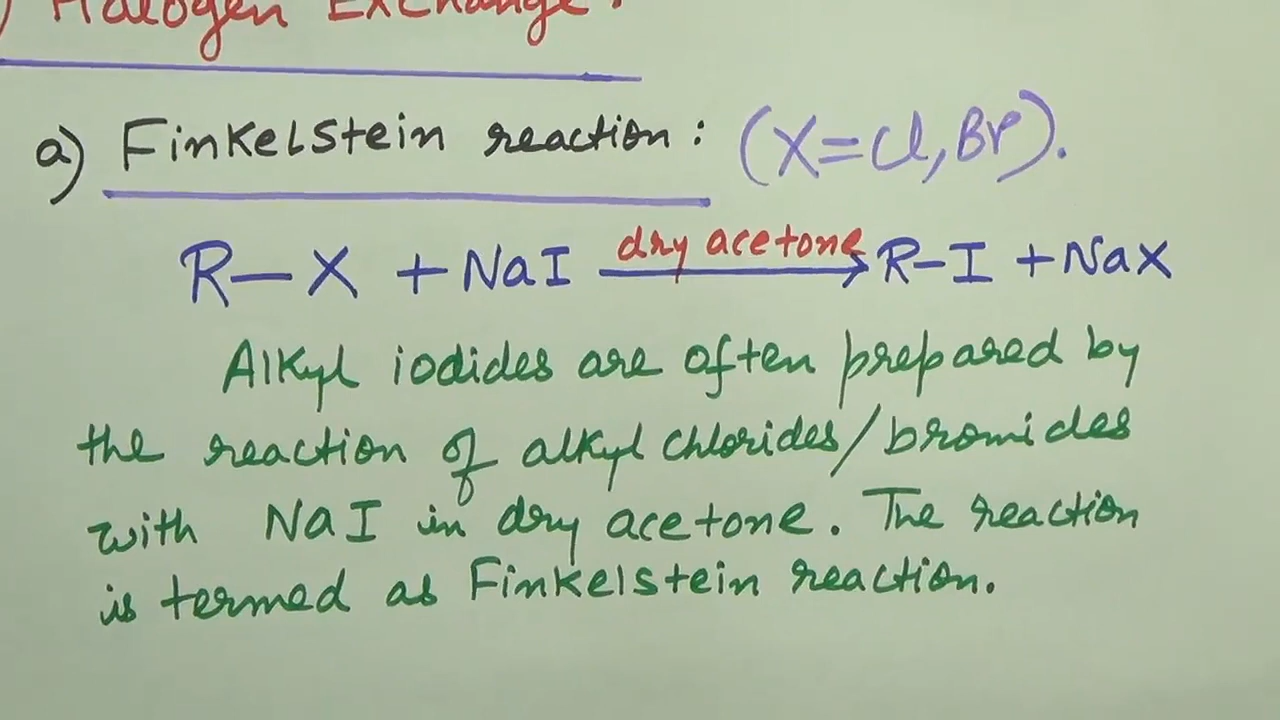 ) Halogen Exchange:
a) Finkelstein reaction: (X=Cl, Br).
R-X + NaI dry acetone→ R-I + NaX
Alkyl iodides are often prepared by
the reaction of alkyl chlorides/bromides
with NaI in dry acetone. The reaction
is termed as Finkelstein reaction.